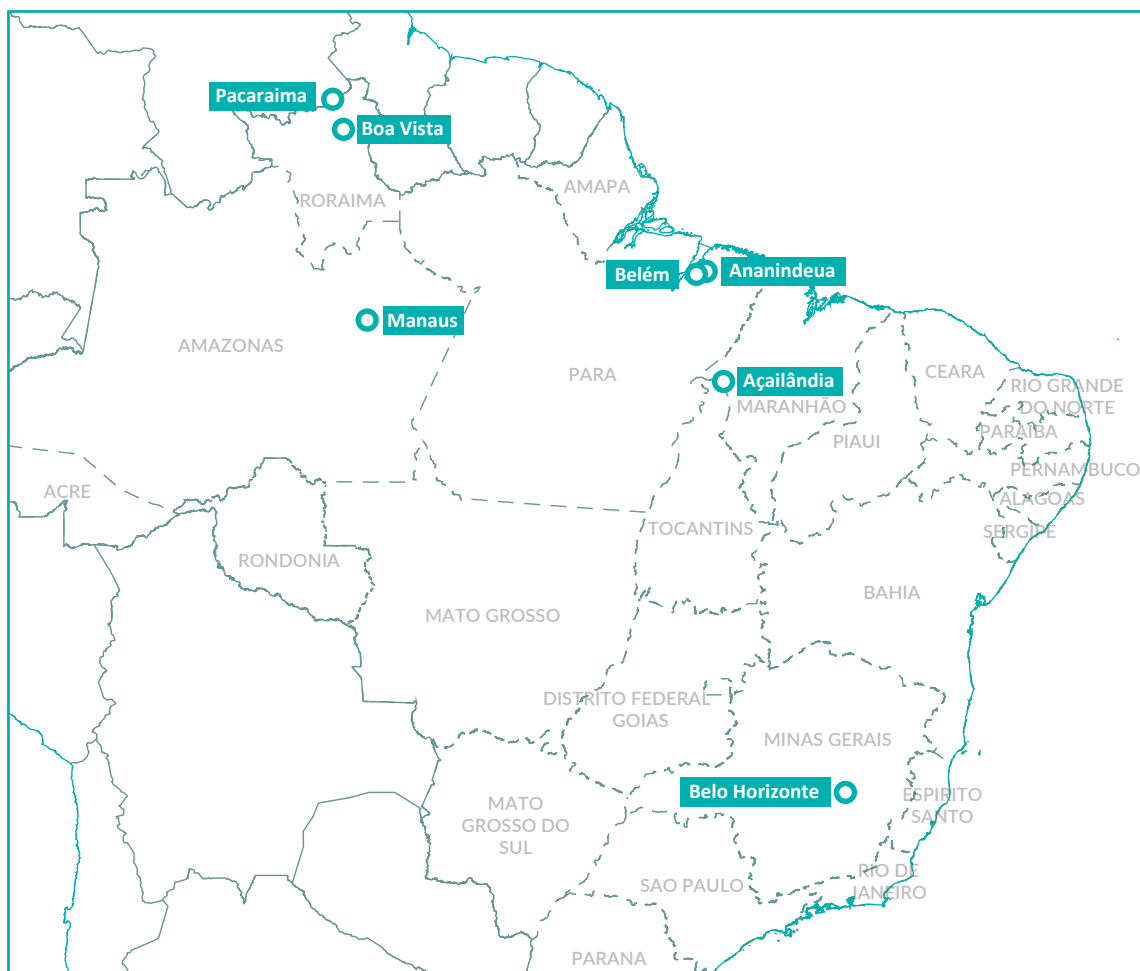 Pacaraima
Boa Vista
AMAPA
RORAIMA
Belém
Ananindeua
Manaus
AMAZONAS
PARA
CEARA
Açailândia
RIO GRANDE
DO NORTE
MARANHÃO
PARAIBA
PIAUI
PERNAMBUCO
ACRE
ALAGOAS
TOCANTINS
SERGIPE
RONDONIA
BAHIA
MATO GROSSO
DISTRITO FEDERAL
GOIAS
MINAS GERAIS
Belo Horizonte
ESPIRITO
SANTO
MATO
GROSSO DO
SUL
RIO DE
JANEIRO
SAO PAULO
PARANA